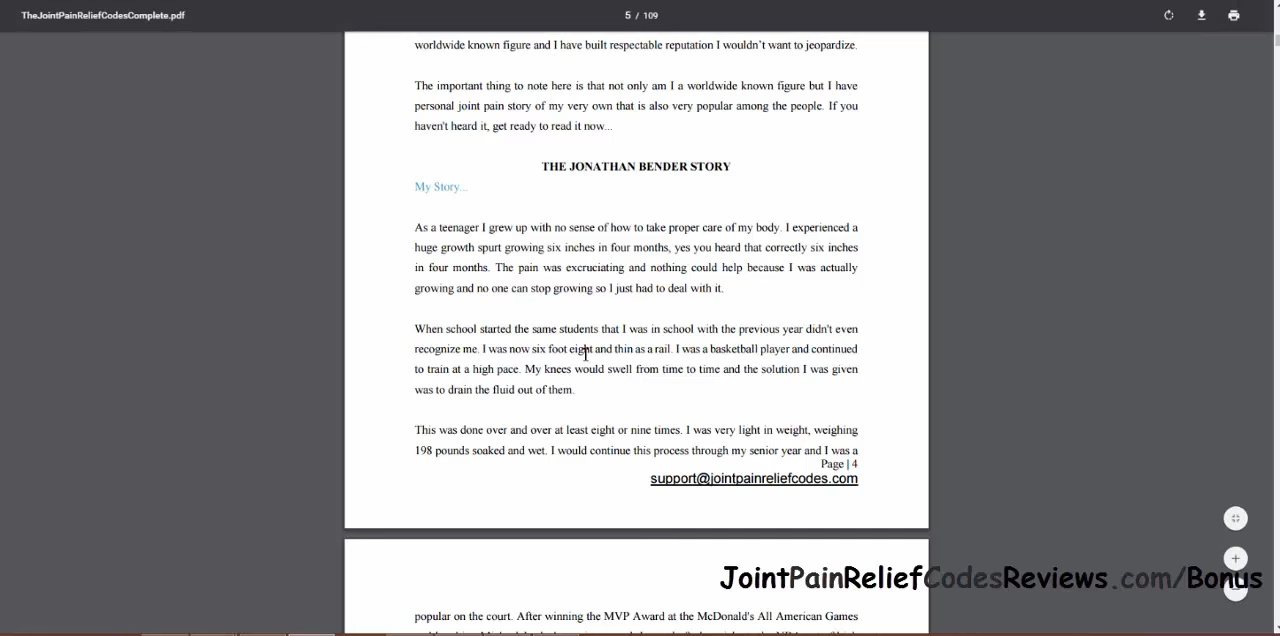 TheJointPainReliefCodesComplete.pdf
5 / 109
worldwide known figure and I have built respectable reputation I wouldn't want to jeopardize.
The important thing to note here is that not only am I a worldwide known figure but I have
personal joint pain story of my very own that is also very popular among the people. If you
haven't heard it, get ready to read it now...
THE JONATHAN BENDER STORY
My Story...
As a teenager I grew up with no sense of how to take proper care of my body. I experienced a
huge growth spurt growing six inches in four months, yes you heard that correctly six inches
in four months. The pain was excruciating and nothing could help because I was actually
growing and no one can stop growing so I just had to deal with it.
When school started the same students that I was in school with the previous year didn't even
recognize me. I was now six foot eight and thin as a rail. I was a basketball player and continued
to train at a high pace. My knees would swell from time to time and the solution I was given
was to drain the fluid out of them.
This was done over and over at least eight or nine times. I was very light in weight, weighing
198 pounds soaked and wet. I would continue this process through my senior year and I was a
Page | 4
support@jointpainreliefcodes.com
JointPainReliefCodesReviews.com/Bonus
popular on the court. After winning the MVP Award at the McDonald's All American Games